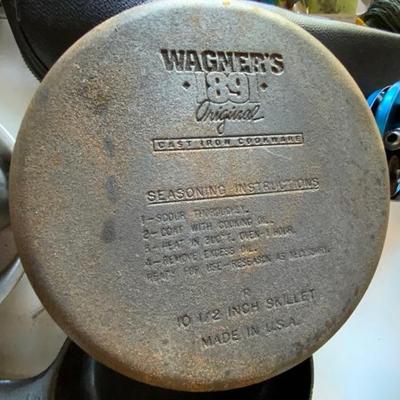 WAGNER'S
·1891·
Original
CAST IRON COOKWARE
SEASONING INSTRUCTIONS
1-SCOUR THOROUGHLY.
2-COAT WITH COOKING OIL.
3-HEAT IN 300°F. OVEN-1 HOUR.
4-REMOVE EXCESS OIL.
READY FOR USE-RESEASON AS NECESSARY.
10 1/2 INCH SKILLET
MADE IN U.S.A.